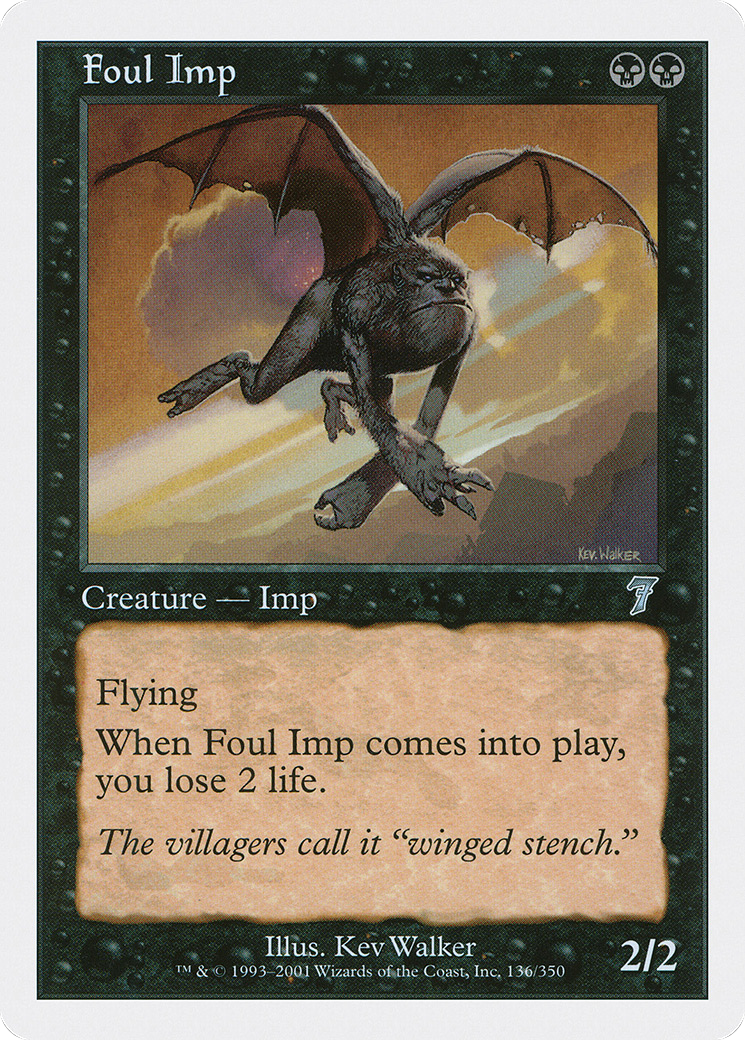 Foul Imp
KEV. WALKER
Creature — Imp
7
Flying
When Foul Imp comes into play,
you lose 2 life.
The villagers call it “winged stench.”
Illus. Kev Walker
2/2
™ & © 1993–2001 Wizards of the Coast, Inc. 136/350